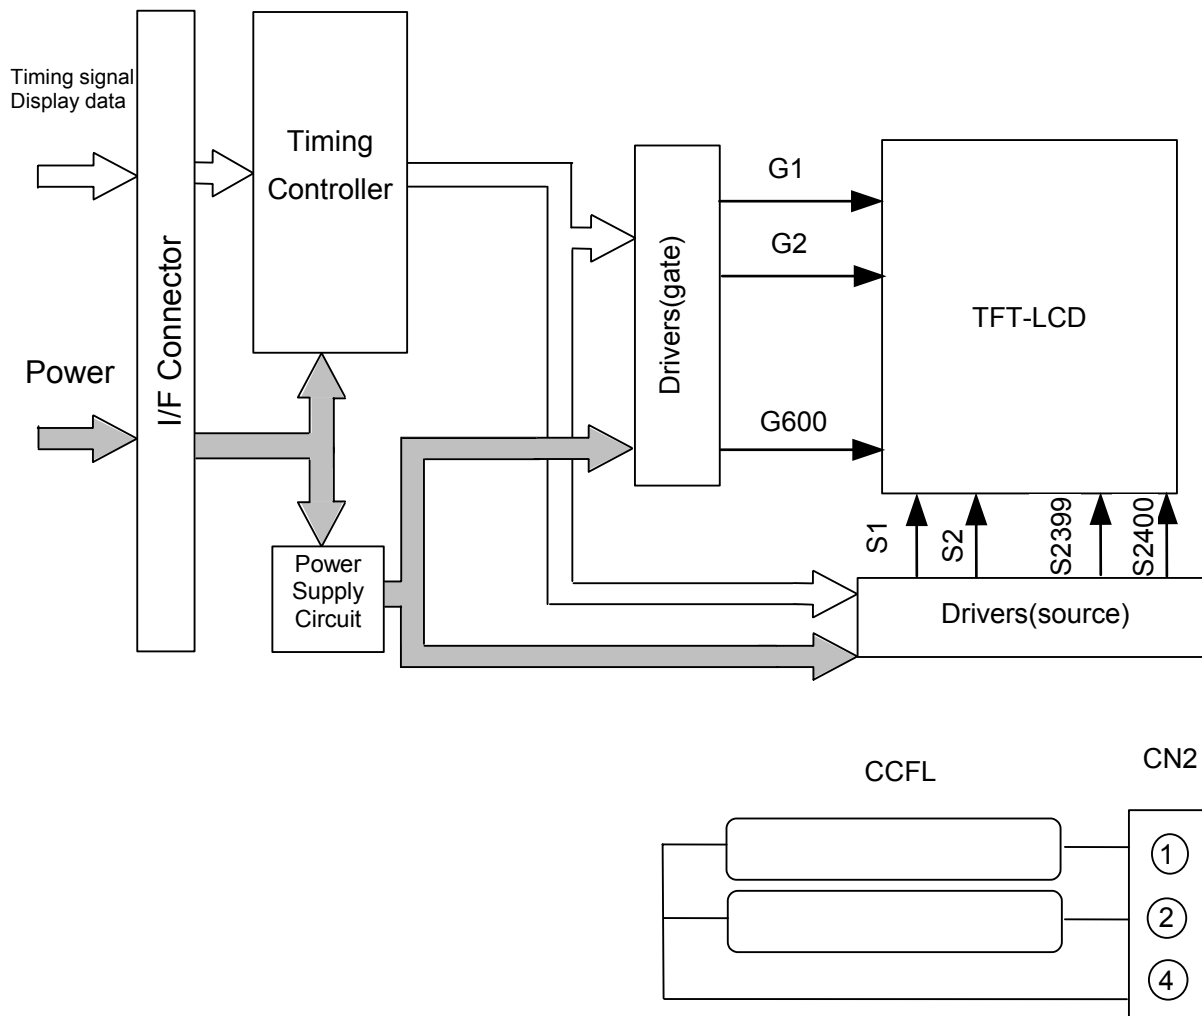 Timing signal
Display data
Power
I/F Connector
Timing
Controller
Power
Supply
Circuit
Drivers(gate)
G1
G2
G600
TFT-LCD
S1
S2
S2399
S2400
Drivers(source)
CCFL
CN2
1
2
4